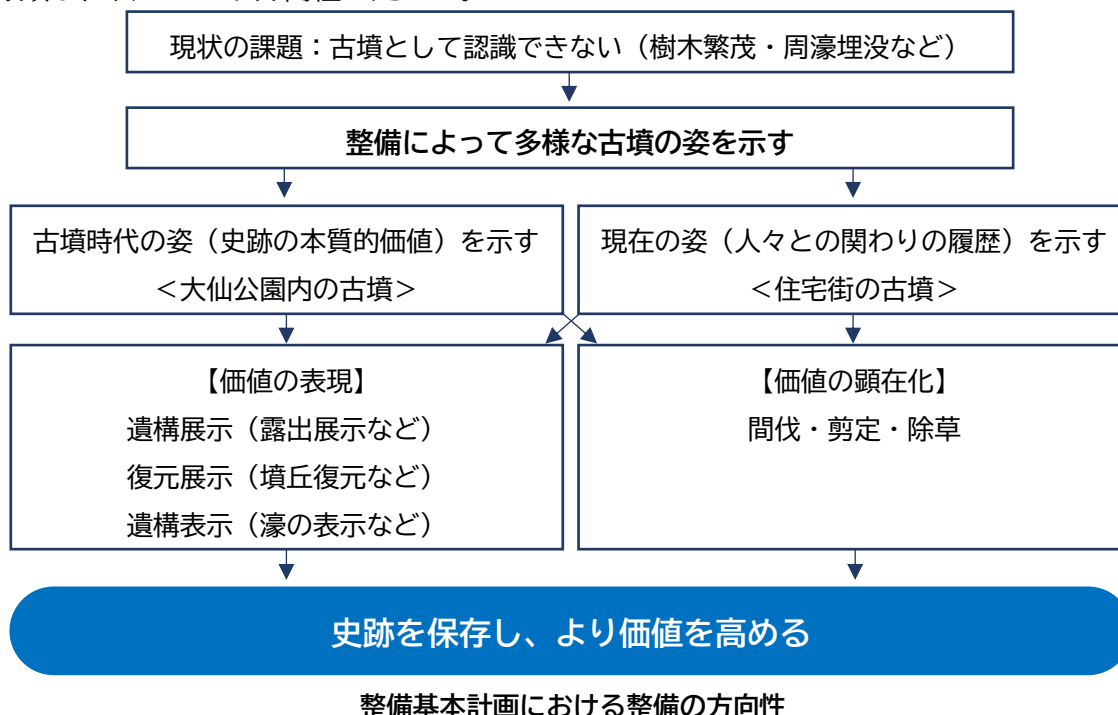 現状の課題：古墳として認識できない（樹木繁茂・周濠埋没など）
整備によって多様な古墳の姿を示す
古墳時代の姿（史跡の本質的価値）を示す
＜大仙公園内の古墳＞
現在の姿（人々との関わりの履歴）を示す
＜住宅街の古墳＞
【価値の表現】
遺構展示（露出展示など）
復元展示（墳丘復元など）
遺構表示（濠の表示など）
【価値の顕在化】
間伐・剪定・除草
史跡を保存し、より価値を高める
整備基本計画における整備の方向性